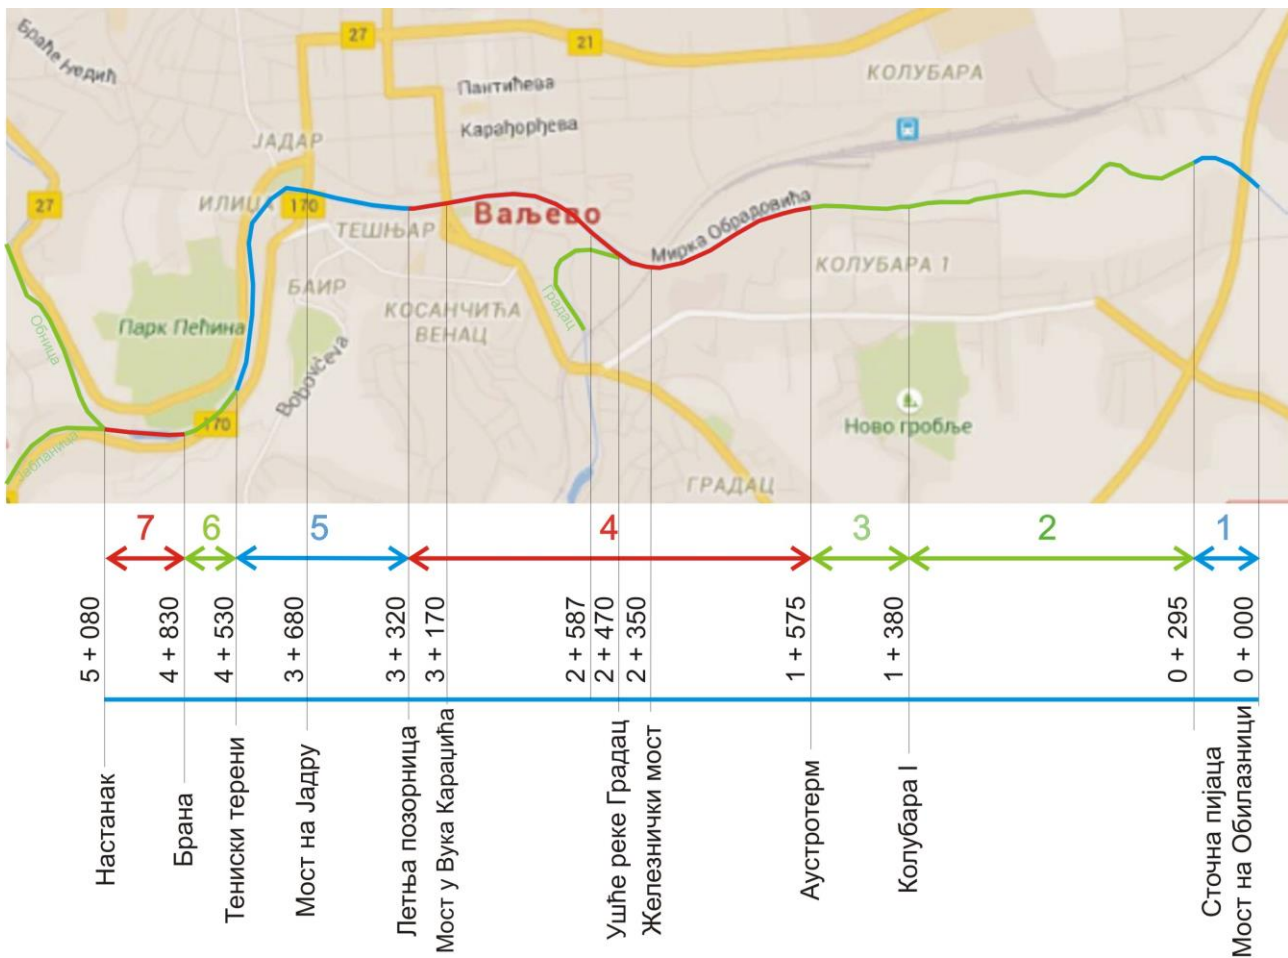 Браће Недић
27
21
Пантићева
Карађорђева
КОЛУБАРА
ЈАДАР
27
ИЛИЦА
170
ТЕШЊАР
Ваљево
Мирка Обрадовића
КОЛУБАРА 1
БАИР
КОСАНЧИЋА
ВЕНАЦ
Градац
Обница
Парк Пећина
170
Јабланица
Ново гробље
ГРАДАЦ
7
6
5
4
3
2
1
5 + 080
4 + 830
4 + 530
3 + 680
3 + 320
3 + 170
2 + 587
2 + 470
2 + 350
1 + 575
1 + 380
0 + 295
0 + 000
Настанак
Брана
Тениски терени
Мост на Јадру
Летња позорница
Мост у Вука Караџића
Ушће реке Градац
Железнички мост
Аустротерм
Колубара I
Сточна пијаца
Мост на Обилазници